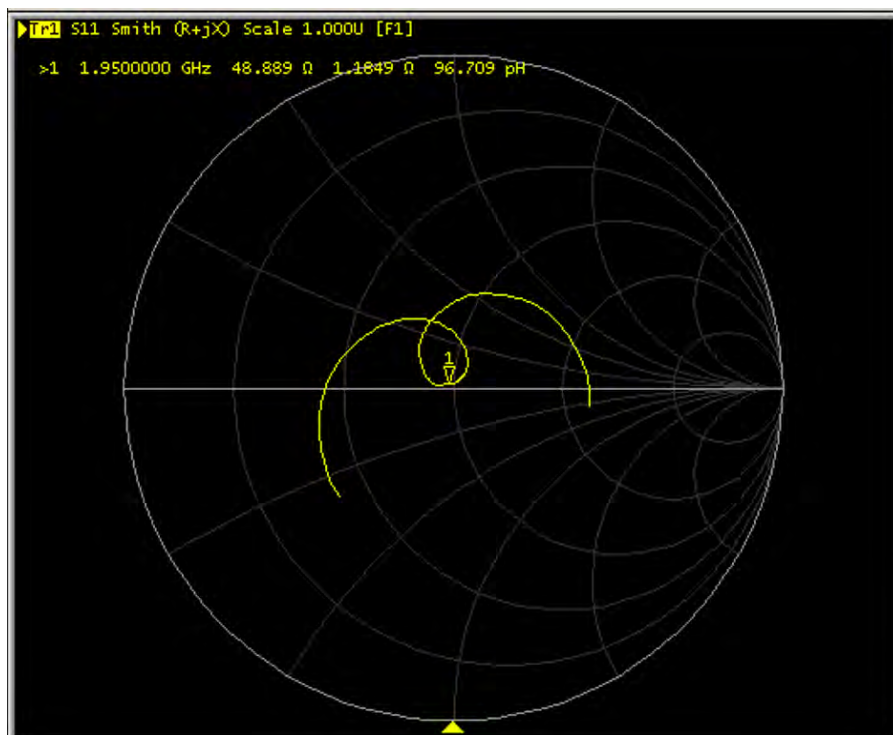 Tr1 S11 Smith (R+jX) Scale 1.000U [F1]
>1 1.9500000 GHz 48.889 Ω 1.1849 Ω 96.709 pH
1